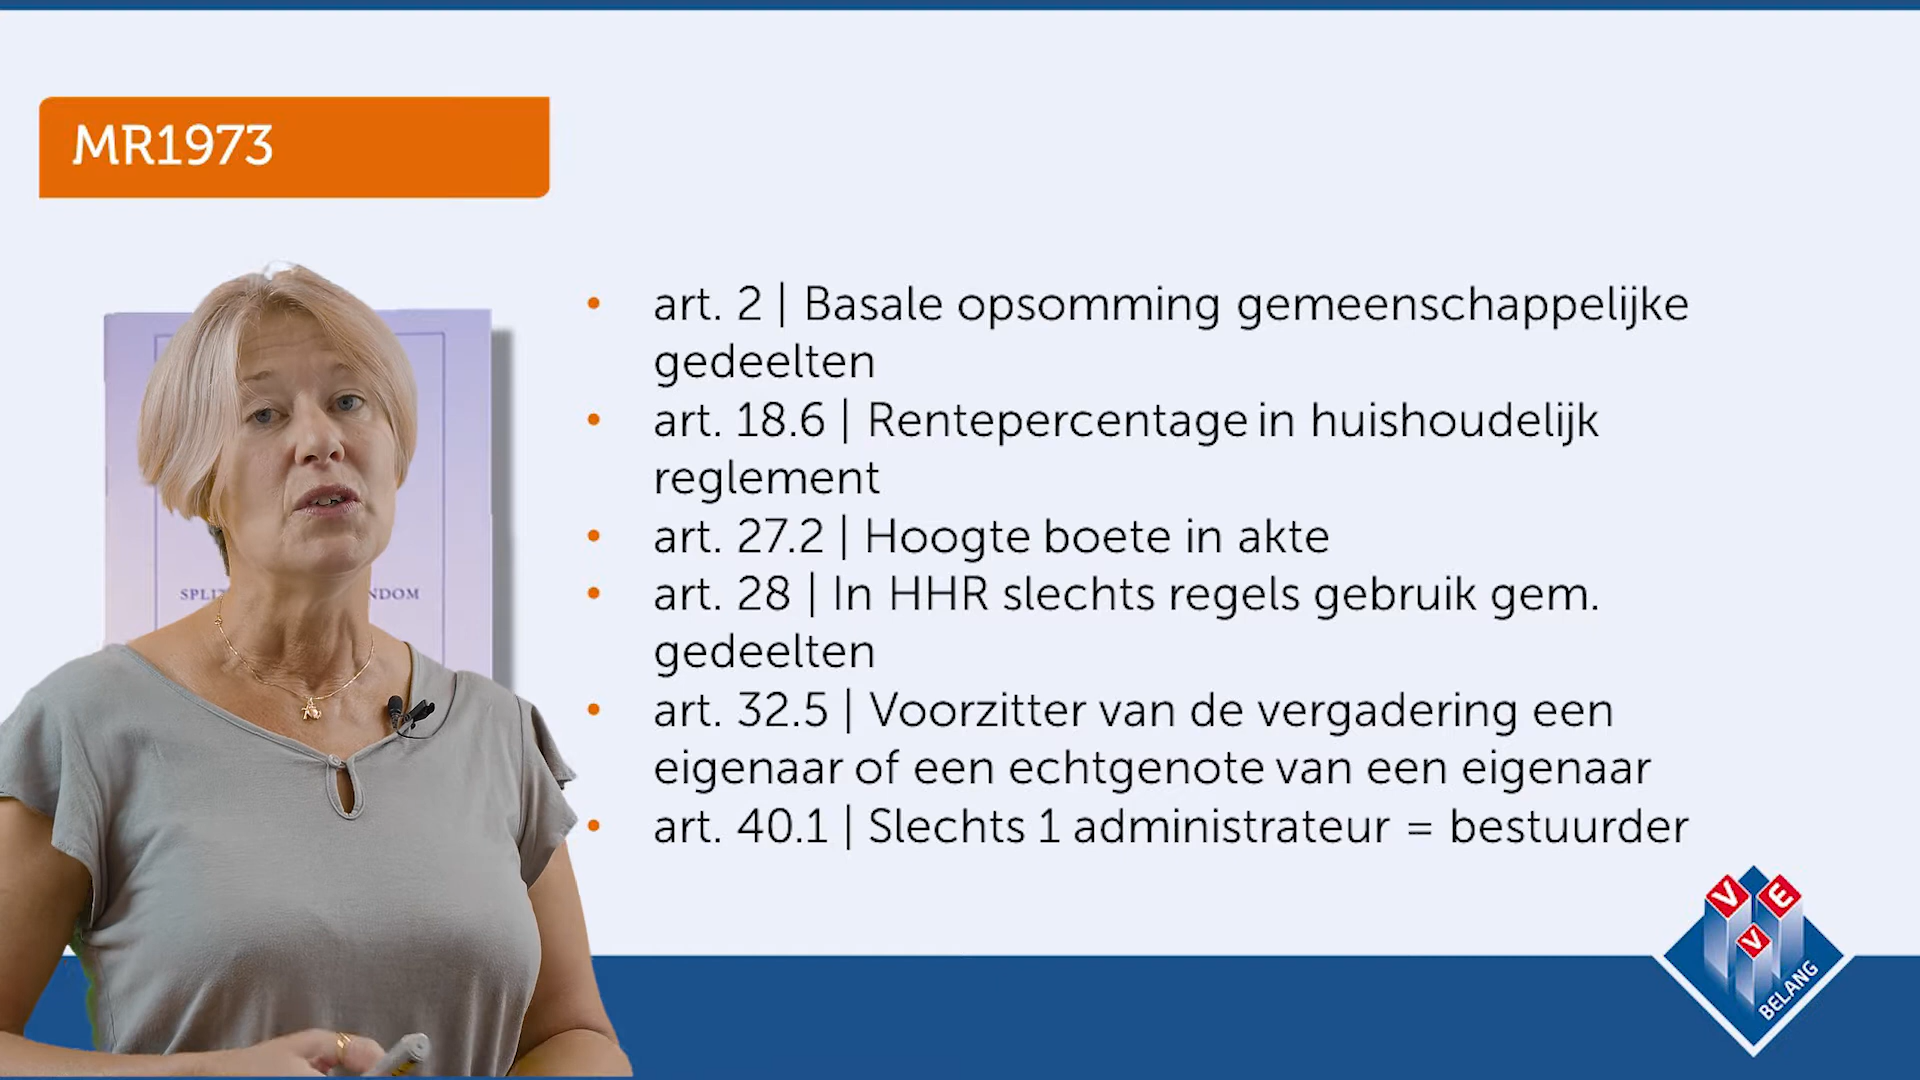 MR1973
• art. 2 | Basale opsomming gemeenschappelijke
gedeelten
• art. 18.6 | Rentepercentage in huishoudelijk
reglement
• art. 27.2 | Hoogte boete in akte
• art. 28 | In HHR slechts regels gebruik gem.
gedeelten
• art. 32.5 | Voorzitter van de vergadering een
eigenaar of een echtgenote van een eigenaar
• art. 40.1 | Slechts 1 administrateur = bestuurder
V V E
BELANG